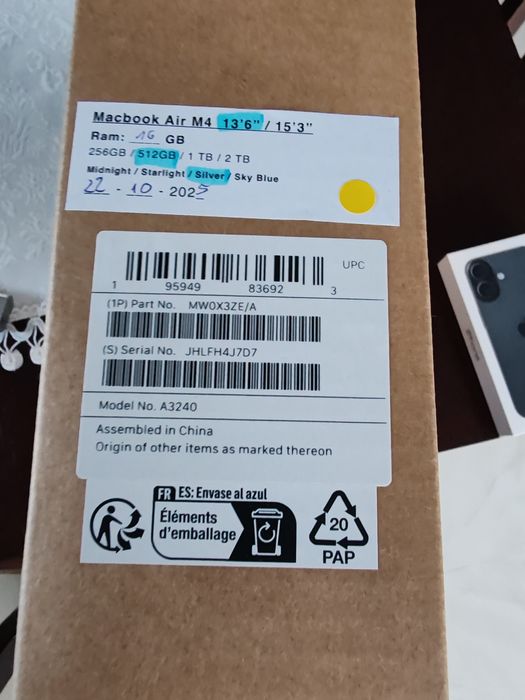 Macbook Air M4 13'6" / 15'3"
Ram: 16 GB
256GB / 512GB / 1 TB / 2 TB
Midnight / Starlight / Silver / Sky Blue
22 - 10 - 2025
UPC
1 95949 83692 3
(1P) Part No. MW0X3ZE/A
(S) Serial No. JHLFH4J7D7
Model No. A3240
Assembled in China
Origin of other items as marked thereon
FR ES: Envase al azul
Éléments
d'emballage
20
PAP